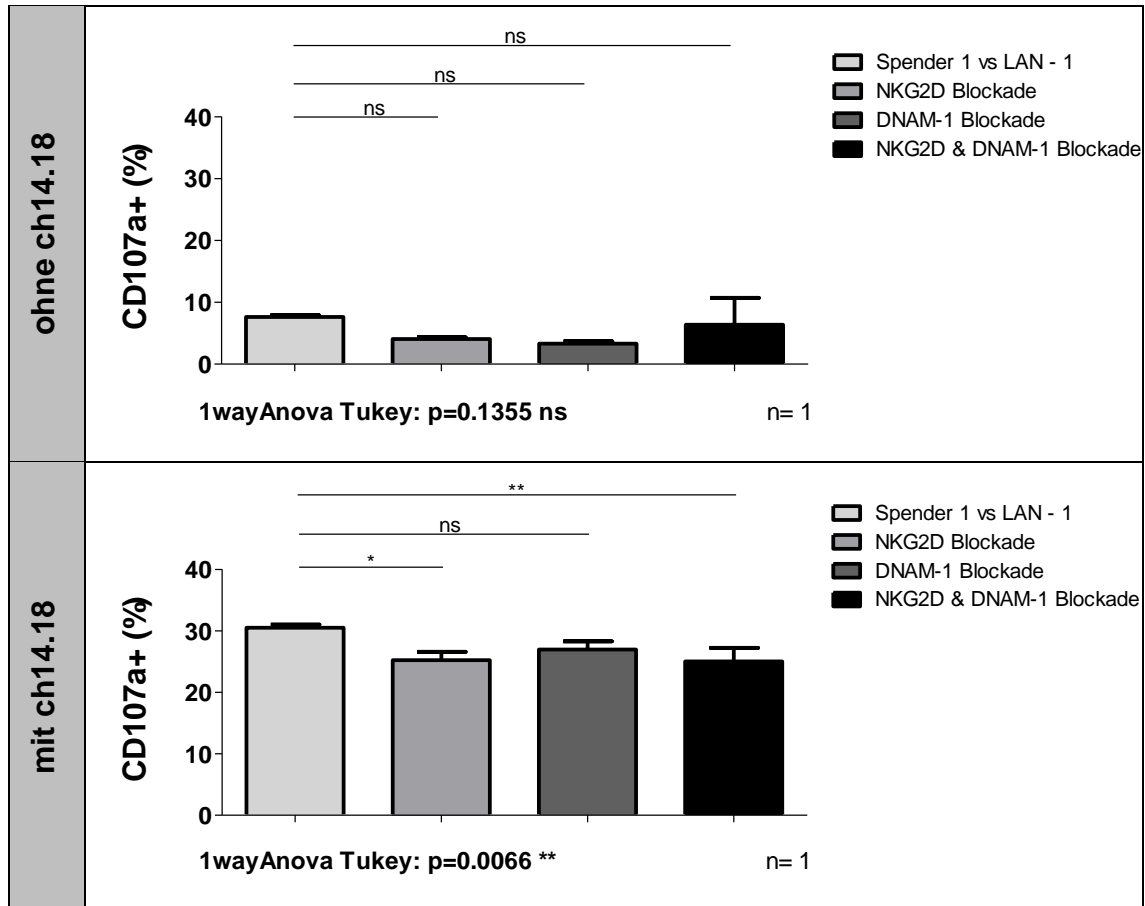 ohne ch14.18
ns
ns
ns
Spender 1 vs LAN - 1
NKG2D Blockade
DNAM-1 Blockade
NKG2D & DNAM-1 Blockade
CD107a+ (%)
40
30
20
10
0
1wayAnova Tukey: p=0.1355 ns
n= 1
mit ch14.18
**
ns
*
Spender 1 vs LAN - 1
NKG2D Blockade
DNAM-1 Blockade
NKG2D & DNAM-1 Blockade
CD107a+ (%)
40
30
20
10
0
1wayAnova Tukey: p=0.0066 **
n= 1